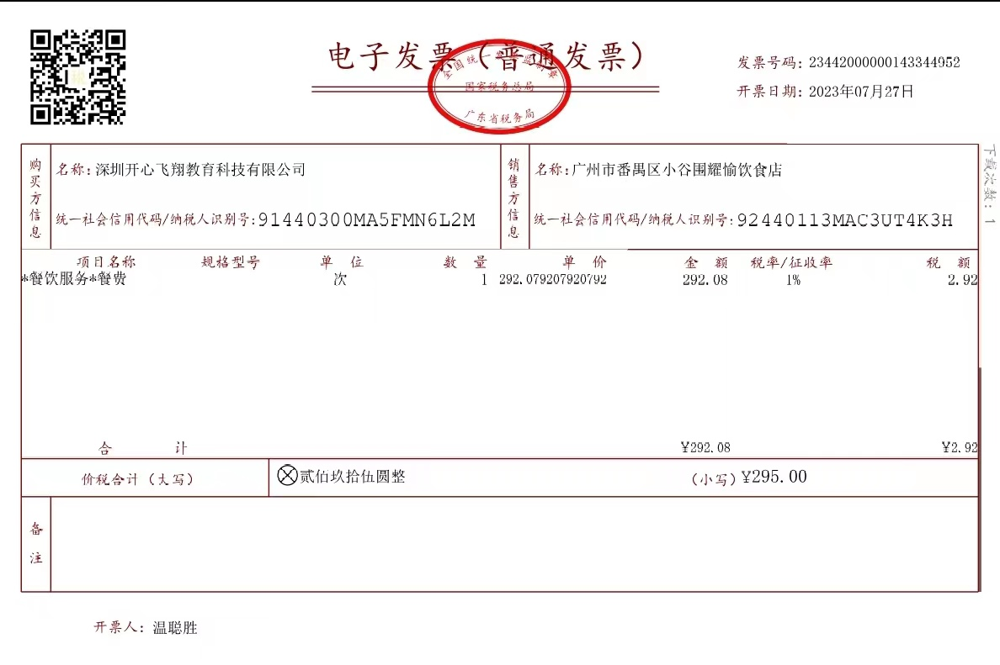 电子发票（普通发票）
全国统一发票监制章
国家税务总局
广东省税务局
发票号码: 23442000000143344952
开票日期: 2023年07月27日
购买方信息
名称: 深圳开心飞翔教育科技有限公司
统一社会信用代码/纳税人识别号: 91440300MA5FMN6L2M
销售方信息
名称: 广州市番禺区小谷围耀愉饮食店
统一社会信用代码/纳税人识别号: 92440113MAC3UT4K3H
下载次数: 1
项目名称 规格型号 单 位 数 量 单 价 金 额 税率/征收率 税 额
*餐饮服务*餐费 次 1 292.079207920792 292.08 1% 2.92
合 计 ¥292.08 ¥2.92
价税合计（大写） ⊗贰佰玖拾伍圆整 （小写）¥295.00
备注
开票人: 温聪胜